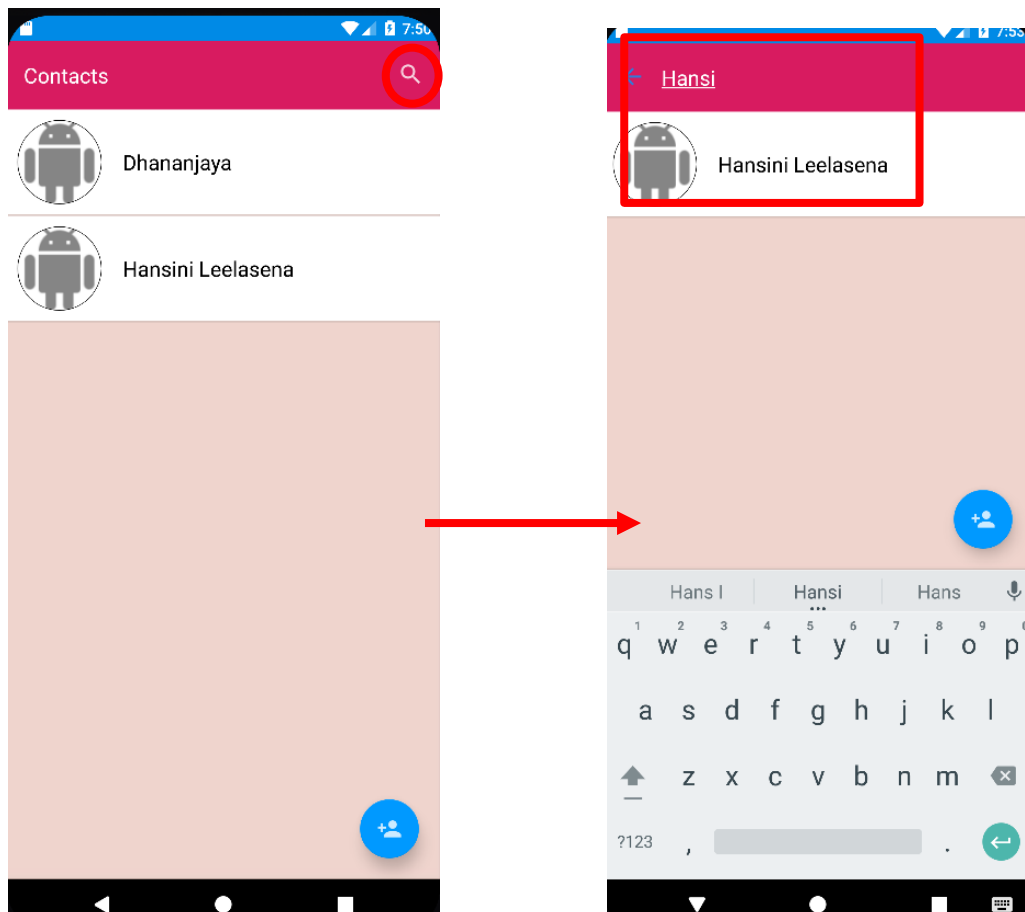 7:50
Contacts
Dhananjaya
Hansini Leelasena
7:53
Hansi
Hansini Leelasena
Hans I Hansi Hans
1 2 3 4 5 6 7 8 9
q w e r t y u i o p
a s d f g h j k l
z x c v b n m
?123 , .